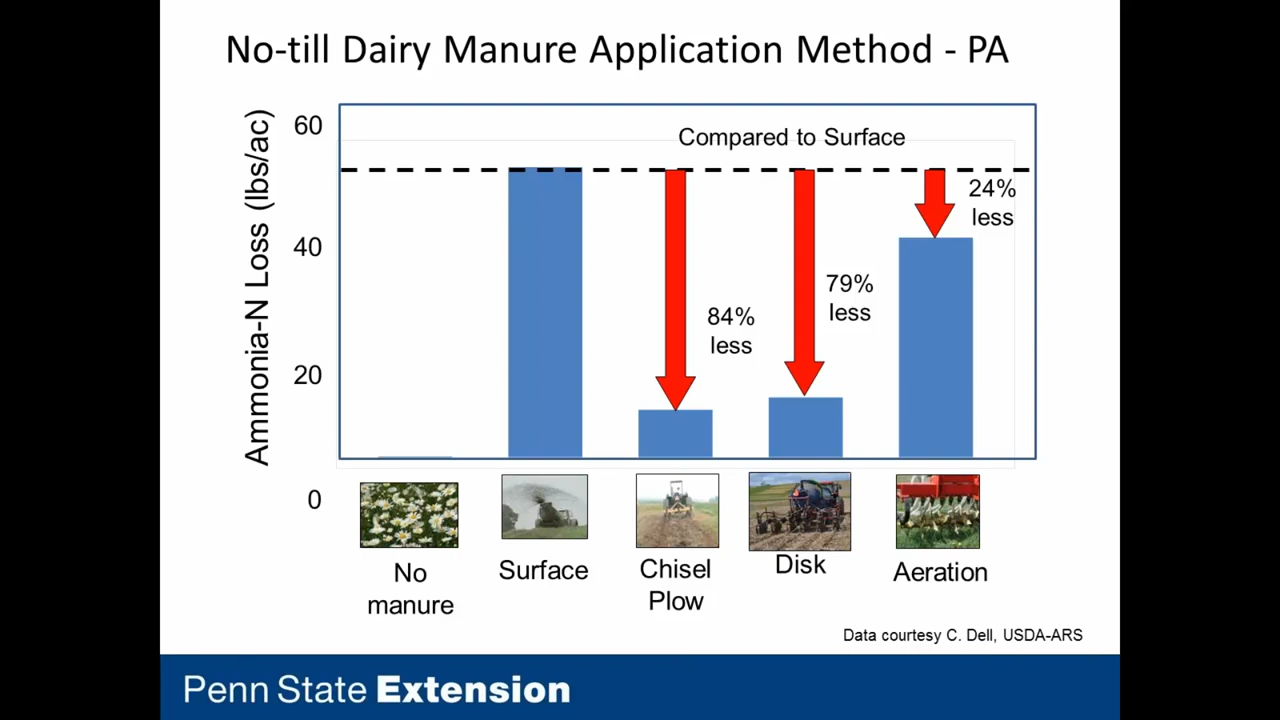 No-till Dairy Manure Application Method - PA
Ammonia-N Loss (lbs/ac)
60
40
20
0
Compared to Surface
84%
less
79%
less
24%
less
No
manure
Surface
Chisel
Plow
Disk
Aeration
Data courtesy C. Dell, USDA-ARS
Penn State Extension